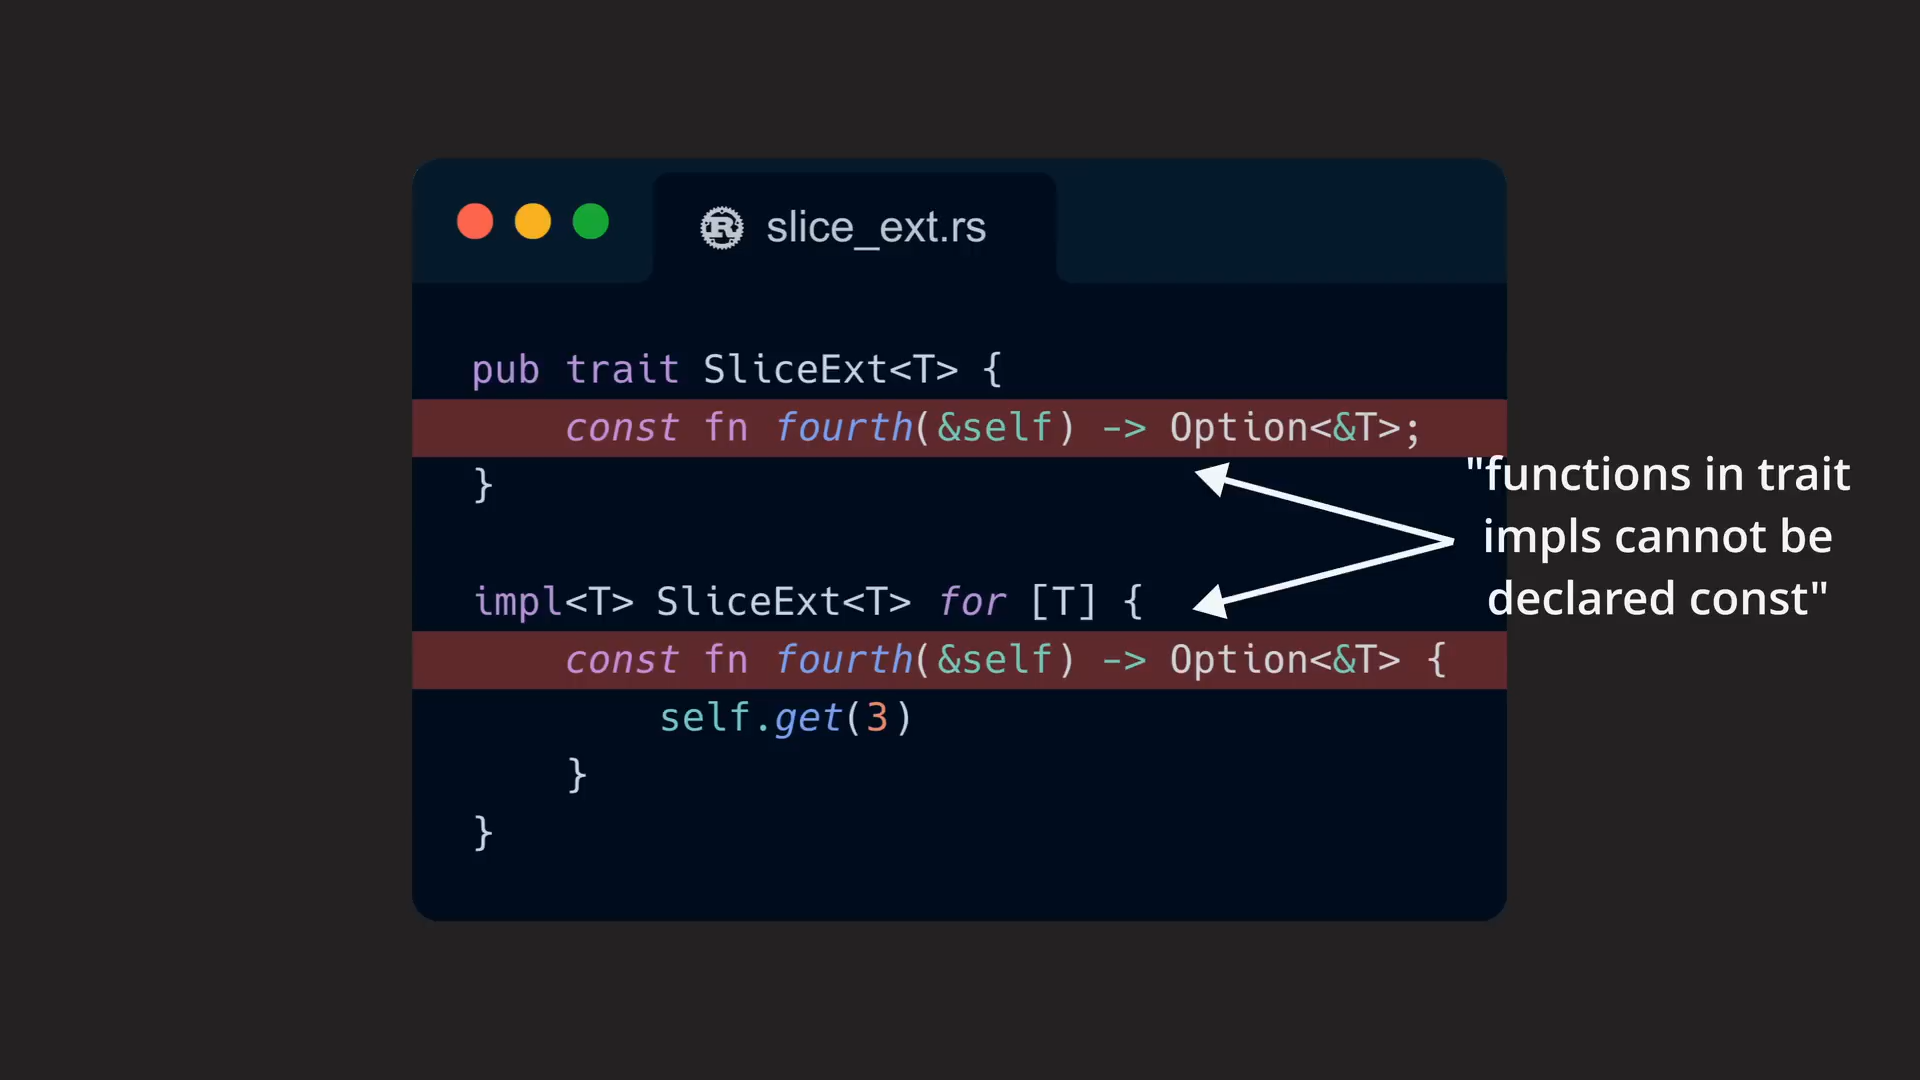 slice_ext.rs
pub trait SliceExt<T> {
    const fn fourth(&self) -> Option<&T>;
}
impl<T> SliceExt<T> for [T] {
    const fn fourth(&self) -> Option<&T> {
        self.get(3)
    }
}
"functions in trait
impls cannot be
declared const"